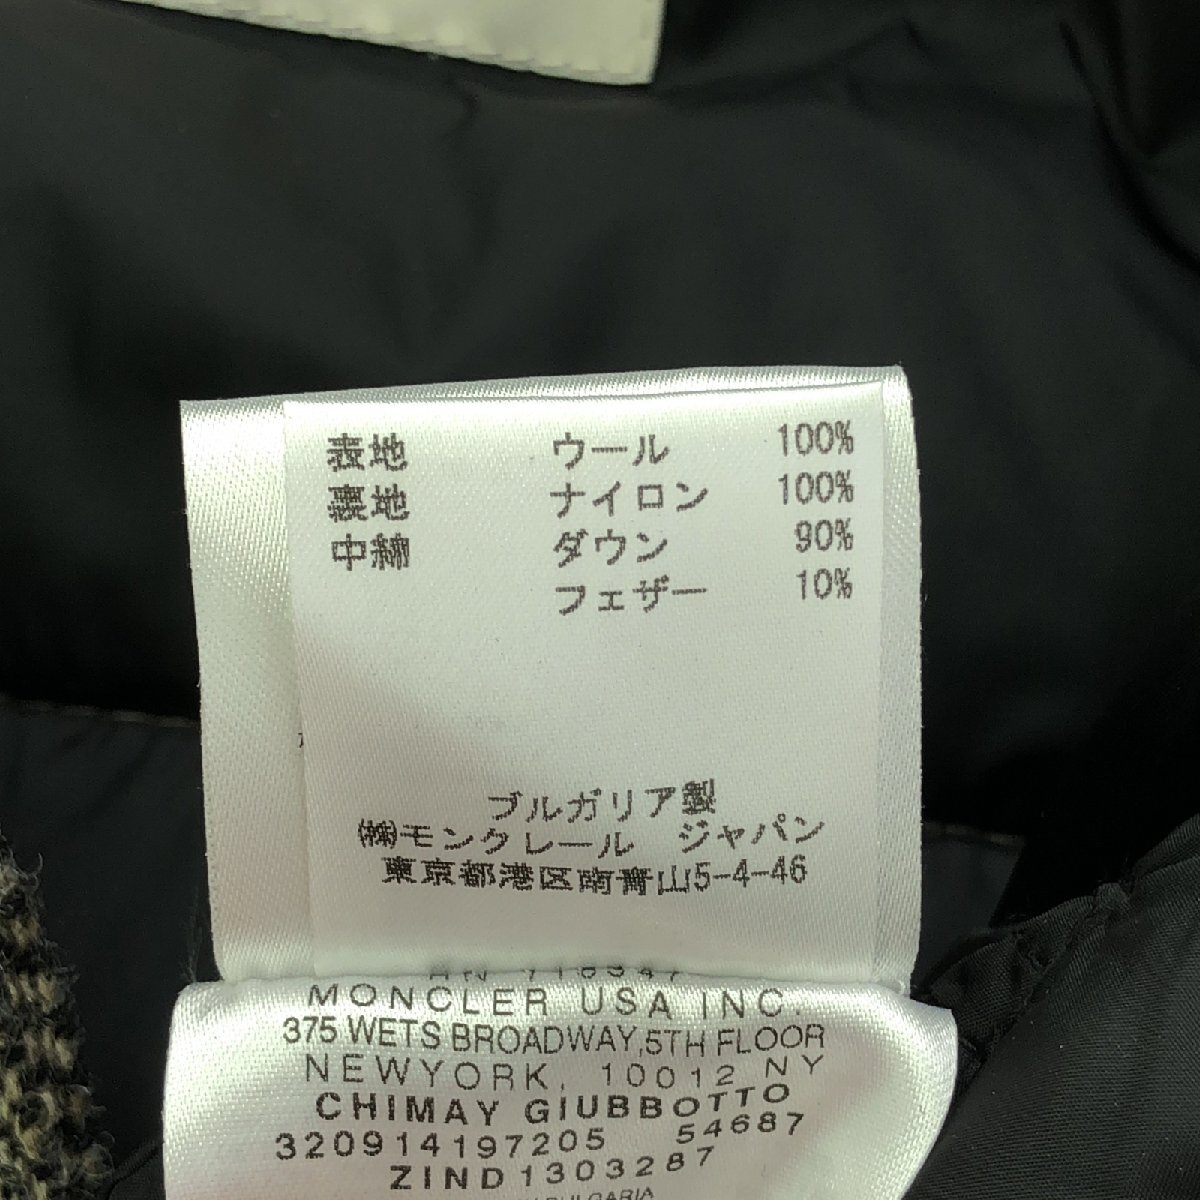 表地 ウール 100%
裏地 ナイロン 100%
中綿 ダウン 90%
フェザー 10%
ブルガリア製
㈱モンクレール ジャパン
東京都港区南青山5-4-46
MONCLER USA INC.
375 WETS BROADWAY,5TH FLOOR
NEWYORK, 10012 NY
CHIMAY GIUBBOTTO
320914197205 54687
ZIND1303287
BULGARIA